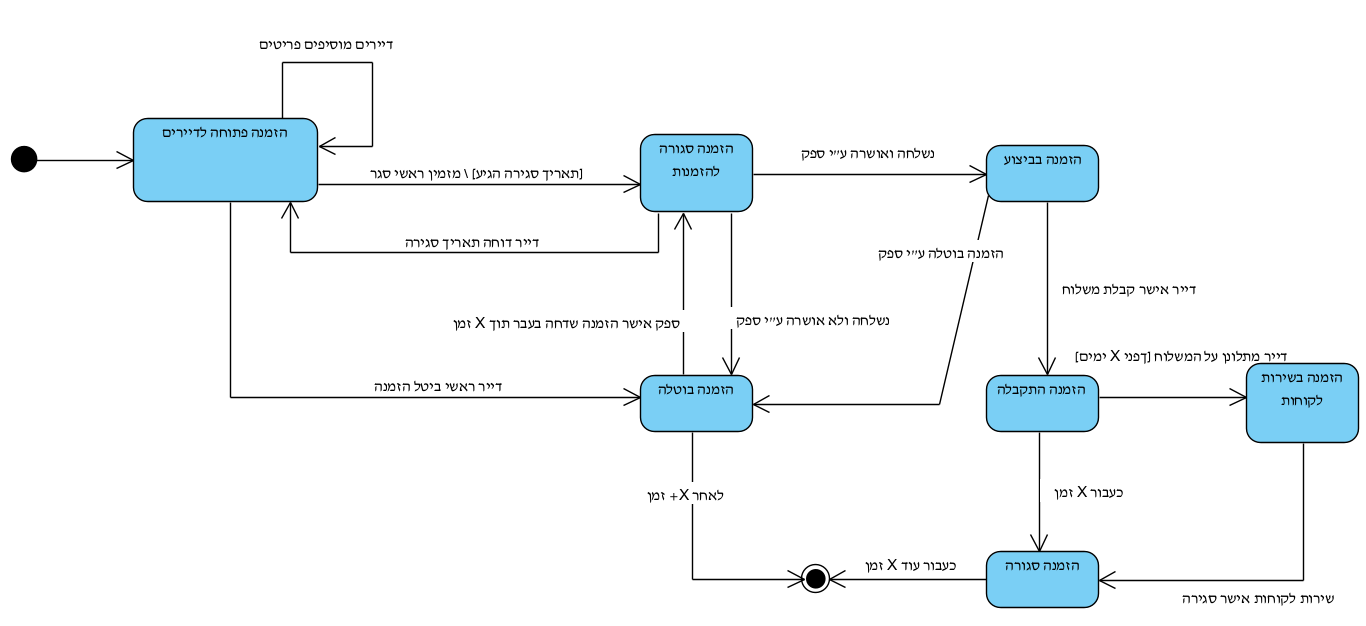 דיירים מוסיפים פריטים
הזמנה פתוחה לדיירים
[תאריך סגירה הגיע] \ מזמין ראשי סגר
דייר דוחה תאריך סגירה
הזמנה סגורה
להזמנות
נשלחה ואושרה ע״י ספק
הזמנה בביצוע
הזמנה בוטלה ע״י ספק
דייר אישר קבלת משלוח
ספק אישר הזמנה שדחה בעבר תוך X זמן
נשלחה ולא אושרה ע״י ספק
דייר מתלונן על המשלוח [ךפני X ימים]
דייר ראשי ביטל הזמנה
הזמנה בוטלה
הזמנה התקבלה
הזמנה בשירות
לקוחות
לאחר X+ זמן
כעבור X זמן
כעבור עוד X זמן
הזמנה סגורה
שירות לקוחות אישר סגירה